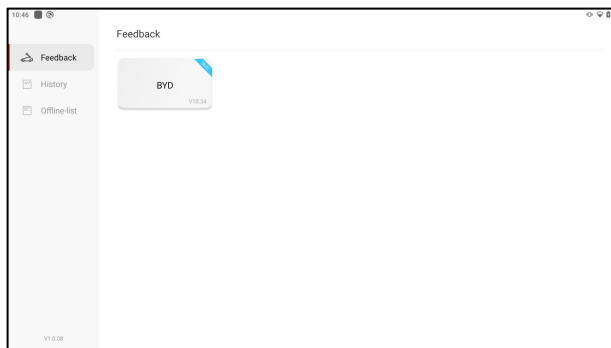 10:46
Feedback
Feedback
History
Offline-list
BYD
V10.34
V1.0.08